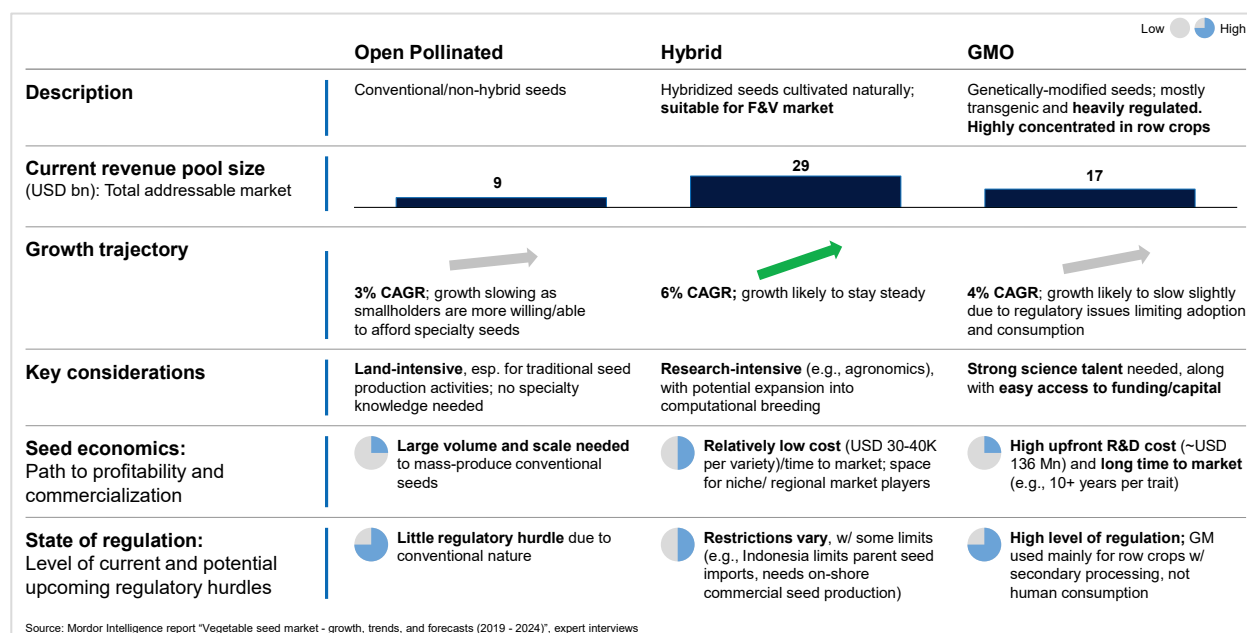 Low High
Open Pollinated Hybrid GMO
Description
Conventional/non-hybrid seeds
Hybridized seeds cultivated naturally;
suitable for F&V market
Genetically-modified seeds; mostly
transgenic and heavily regulated.
Highly concentrated in row crops
Current revenue pool size
(USD bn): Total addressable market
9
29
17
Growth trajectory
3% CAGR; growth slowing as
smallholders are more willing/able
to afford specialty seeds
6% CAGR; growth likely to stay steady
4% CAGR; growth likely to slow slightly
due to regulatory issues limiting adoption
and consumption
Key considerations
Land-intensive, esp. for traditional seed
production activities; no specialty
knowledge needed
Research-intensive (e.g., agronomics),
with potential expansion into
computational breeding
Strong science talent needed, along
with easy access to funding/capital
Seed economics:
Path to profitability and
commercialization
Large volume and scale needed
to mass-produce conventional
seeds
Relatively low cost (USD 30-40K
per variety)/time to market; space
for niche/ regional market players
High upfront R&D cost (~USD
136 Mn) and long time to market
(e.g., 10+ years per trait)
State of regulation:
Level of current and potential
upcoming regulatory hurdles
Little regulatory hurdle due to
conventional nature
Restrictions vary, w/ some limits
(e.g., Indonesia limits parent seed
imports, needs on-shore
commercial seed production)
High level of regulation; GM
used mainly for row crops w/
secondary processing, not
human consumption
Source: Mordor Intelligence report “Vegetable seed market - growth, trends, and forecasts (2019 - 2024)”, expert interviews